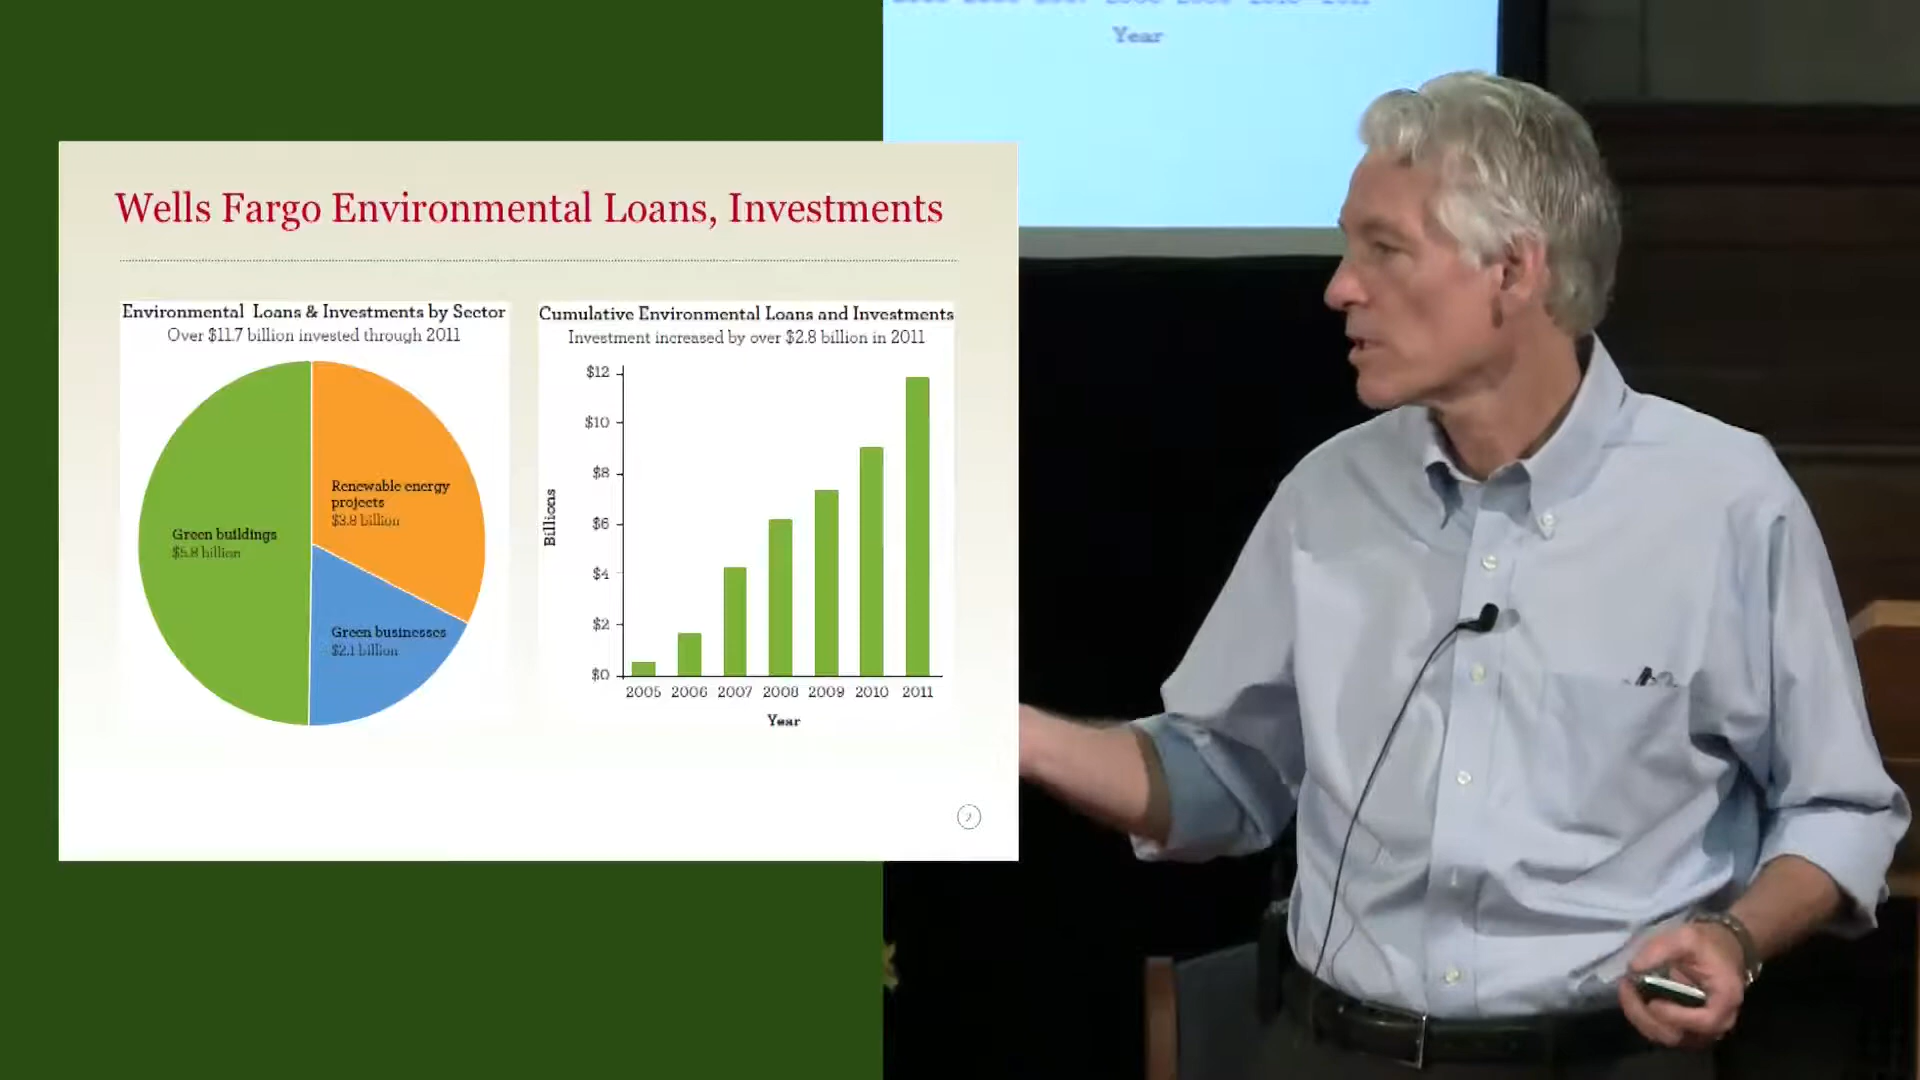 Year
Wells Fargo Environmental Loans, Investments
Environmental Loans & Investments by Sector
Over $11.7 billion invested through 2011
Renewable energy
projects
$3.8 billion
Green buildings
$5.8 billion
Green businesses
$2.1 billion
Cumulative Environmental Loans and Investments
Investment increased by over $2.8 billion in 2011
$12
$10
$8
$6
$4
$2
$0
Billions
2005 2006 2007 2008 2009 2010 2011
Year